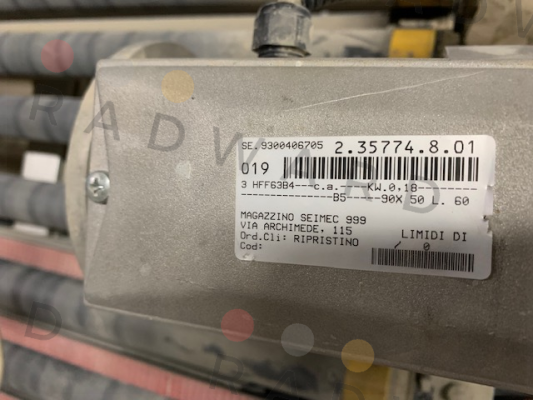 SE.9300406705 2.35774.8.01
019
3 HFF63B4---c.a.----KW.0,18--------
---------------B5-----90X 50 L. 60
MAGAZZINO SEIMEC 999
VIA ARCHIMEDE, 115 LIMIDI DI
Ord.Cli: RIPRISTINO / 0
Cod:
RADWARD